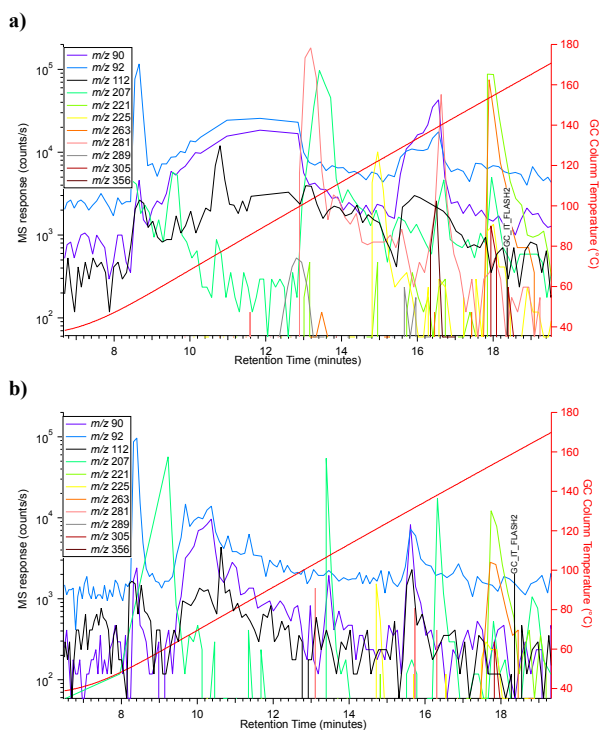 a)
m/z 90
m/z 92
m/z 112
m/z 207
m/z 221
m/z 225
m/z 263
m/z 281
m/z 289
m/z 305
m/z 356
MS response (counts/s)
10^5
10^4
10^3
10^2
8
10
12
14
16
18
Retention Time (minutes)
GC_IT_FLASH2
180
160
140
120
100
80
60
40
GC Column Temperature (°C)
b)
m/z 90
m/z 92
m/z 112
m/z 207
m/z 221
m/z 225
m/z 263
m/z 281
m/z 289
m/z 305
m/z 356
MS response (counts/s)
10^5
10^4
10^3
10^2
8
10
12
14
16
18
Retention Time (minutes)
GC_IT_FLASH2
180
160
140
120
100
80
60
40
GC Column Temperature (°C)